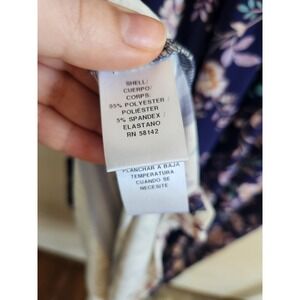 SHELL/
CUERPO/
CORPS:
95% POLYESTER /
POLIESTER
5% SPANDEX /
ELASTANO
RN 58142
PLANCHAR A BAJA
TEMPERATURA
CUANDO SE
NECESITE